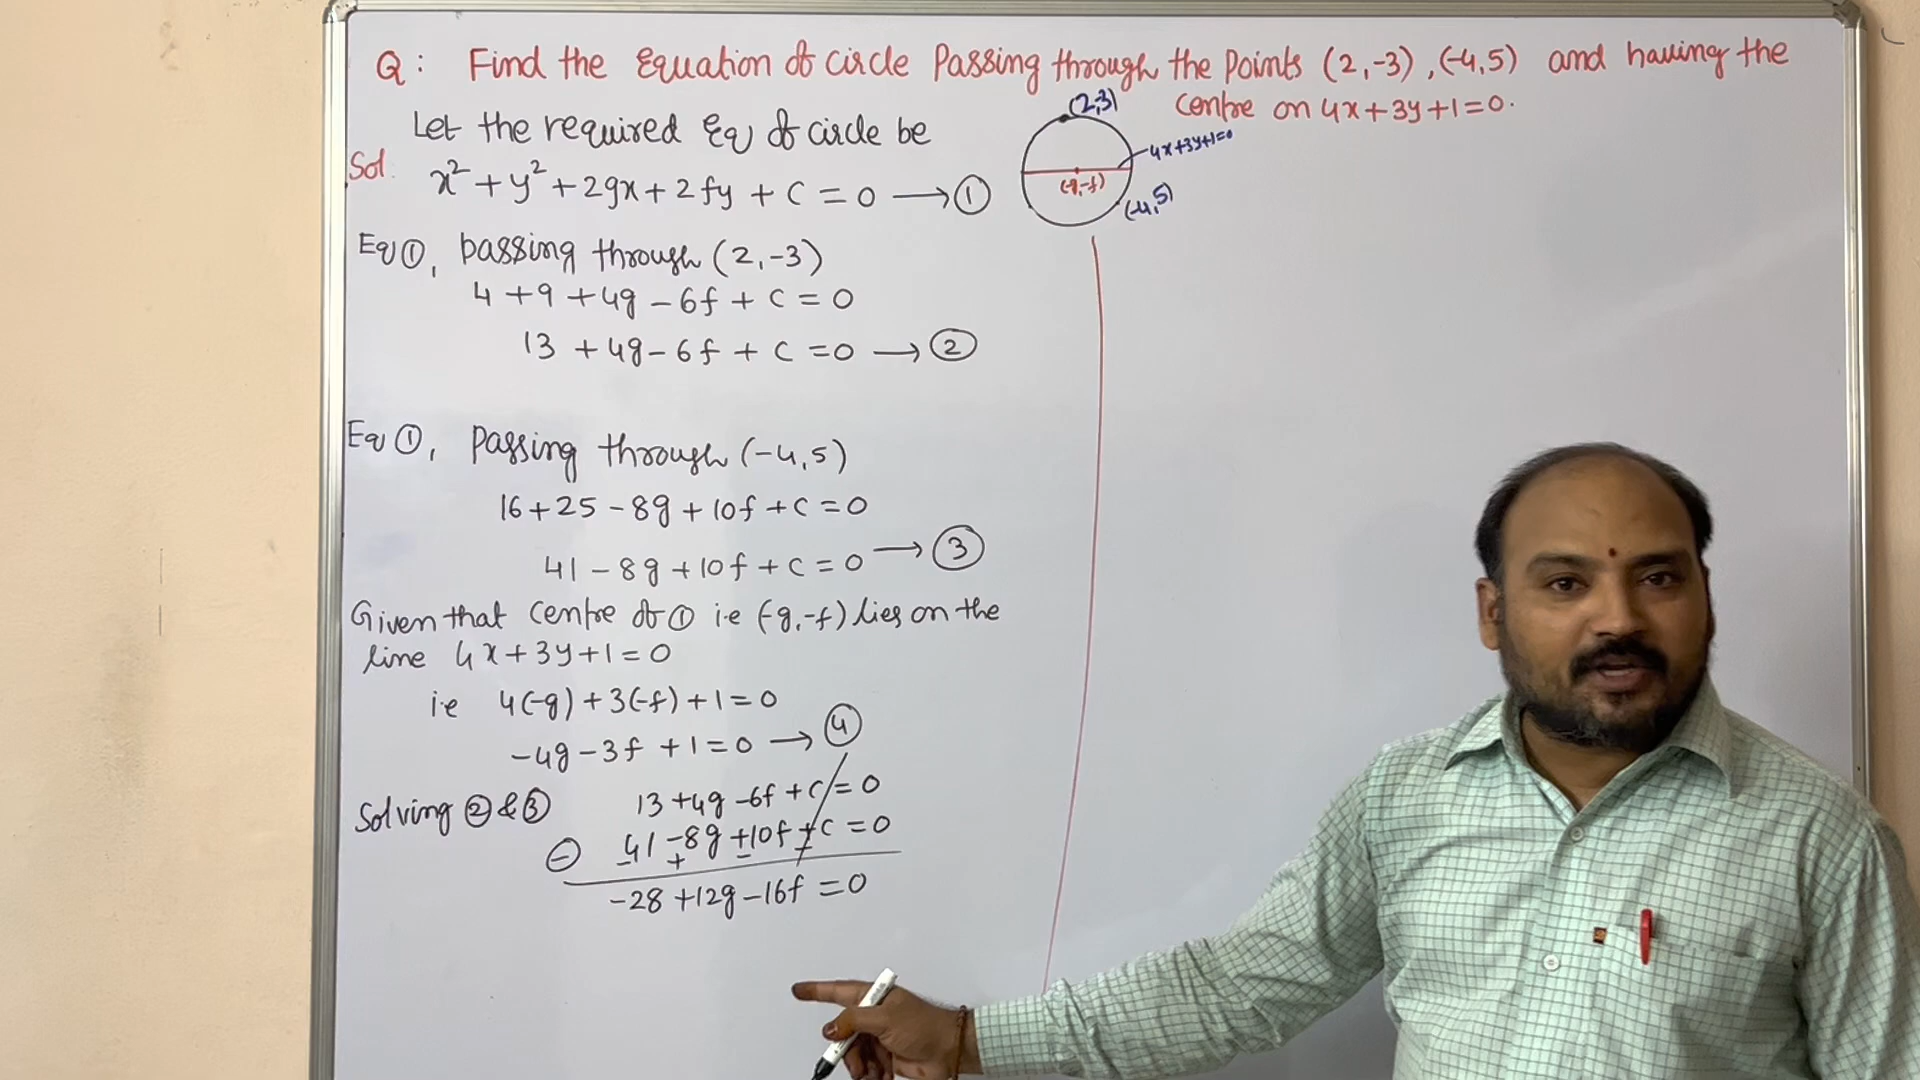 Q: Find the Equation of circle Passing through the Points (2,-3), (-4,5) and having the
centre on 4x+3y+1=0.
Let the required Eq of circle be
Sol.
x²+y²+2gx+2fy+c=0 → ①
(2,3)
4x+3y+1=0
(-g,-f)
(-4,5)
Eq ①, passing through (2,-3)
4+9+4g-6f+c=0
13+4g-6f+c=0 → ②
Eq ①, passing through (-4,5)
16+25-8g+10f+c=0
41-8g+10f+c=0 → ③
Given that centre of ① i.e (-g,-f) lies on the
line 4x+3y+1=0
i.e 4(-g)+3(-f)+1=0
-4g-3f+1=0 → ④
Solving ② & ③ 13+4g-6f+c=0
⊖ 41-8g+10f+c=0
- + - -
-28+12g-16f=0